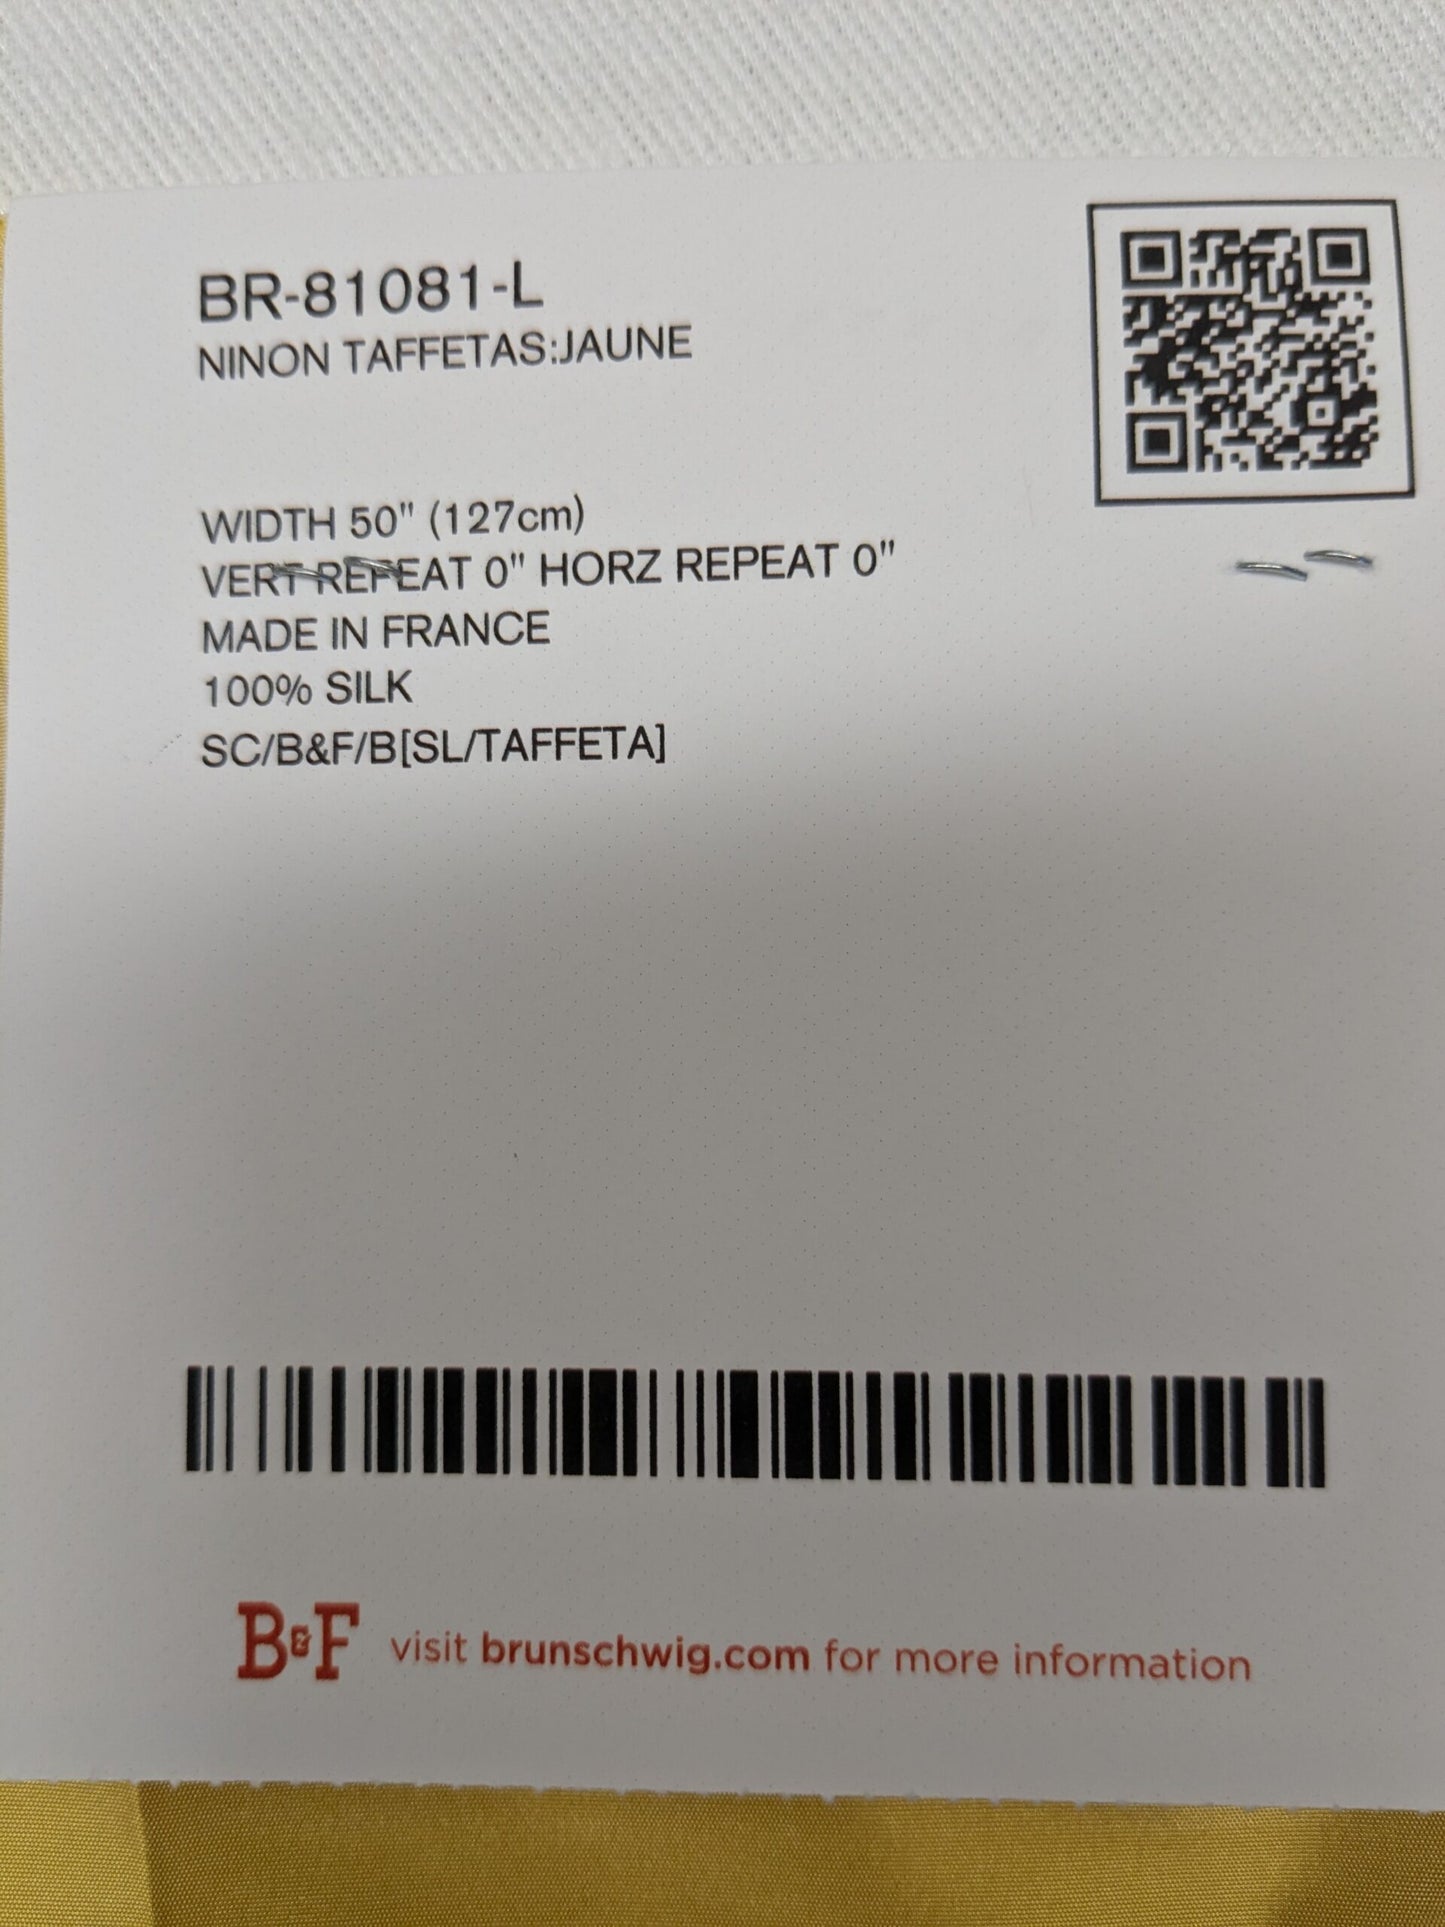 BR-81081-L
NINON TAFFETAS:JAUNE
WIDTH 50" (127cm)
VERT REPEAT 0" HORZ REPEAT 0"
MADE IN FRANCE
100% SILK
SC/B&F/B[SL/TAFFETA]
B&F visit brunschwig.com for more information